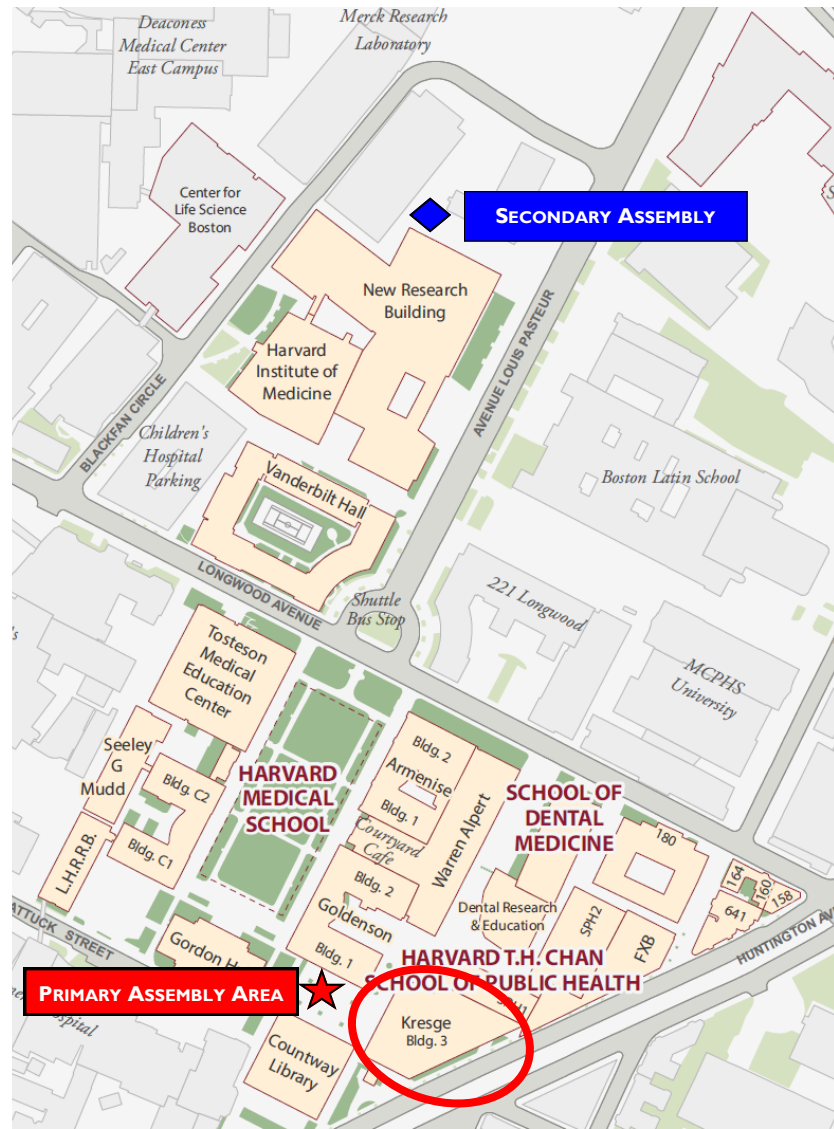 Deaconess
Medical Center
East Campus
Merck Research
Laboratory
Center for
Life Science
Boston
SECONDARY ASSEMBLY
New Research
Building
Harvard
Institute of
Medicine
AVENUE LOUIS PASTEUR
BLACKFAN CIRCLE
Children's
Hospital
Parking
Vanderbilt Hall
Boston Latin School
LONGWOOD AVENUE
Shuttle
Bus Stop
221 Longwood
MCPHS
University
Tosteson
Medical
Education
Center
Seeley
G
Mudd
Bldg. C2
Bldg. C1
L.H.R.R.B.
HARVARD
MEDICAL
SCHOOL
Bldg. 2
Armenise
Bldg. 1
Courtyard
Cafe
Warren Alpert
SCHOOL OF
DENTAL
MEDICINE
180
164
160
158
641
Bldg. 2
Goldenson
Bldg. 1
Dental Research
& Education
SPH2
FXB
HUNTINGTON AV
ATTUCK STREET
Gordon H
HARVARD T.H. CHAN
SCHOOL OF PUBLIC HEALTH
PRIMARY ASSEMBLY AREA
Kresge
Bldg. 3
Countway
Library